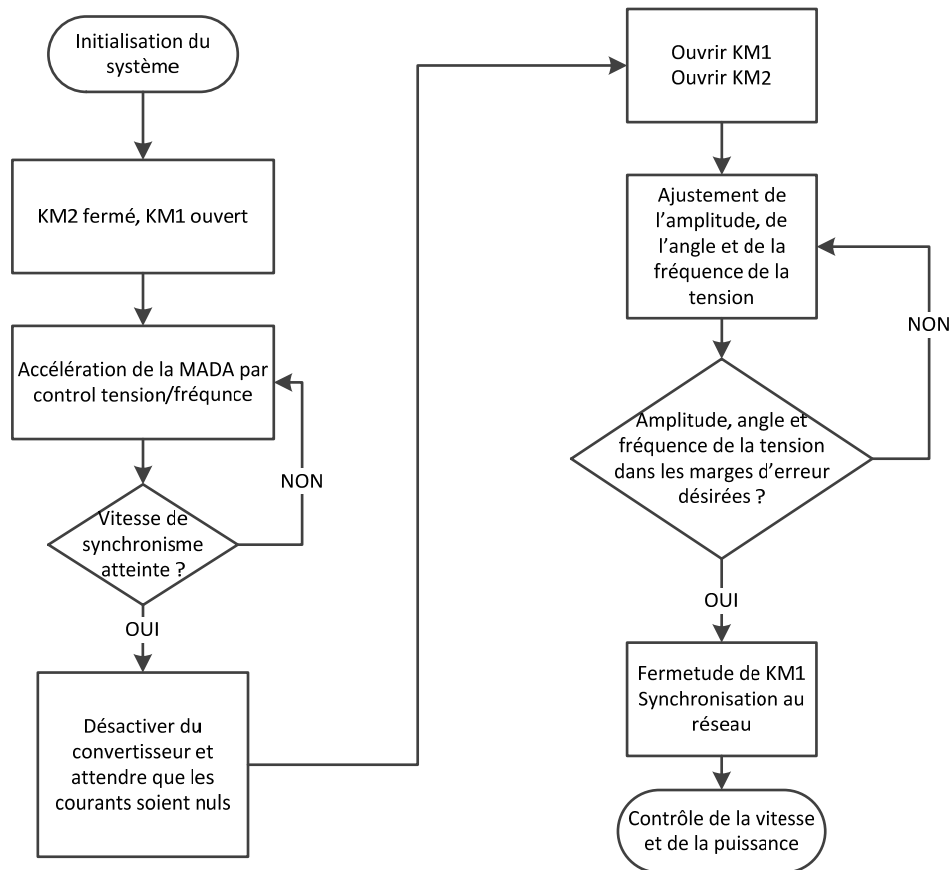 Initialisation du
système
KM2 fermé, KM1 ouvert
Accélération de la MADA par
control tension/fréqunce
NON
Vitesse de
synchronisme
atteinte ?
OUI
Désactiver du
convertisseur et
attendre que les
courants soient nuls
Ouvrir KM1
Ouvrir KM2
Ajustement de
l'amplitude, de
l'angle et de la
fréquence de la
tension
NON
Amplitude, angle et
fréquence de la tension
dans les marges d'erreur
désirées ?
OUI
Fermetude de KM1
Synchronisation au
réseau
Contrôle de la vitesse
et de la puissance